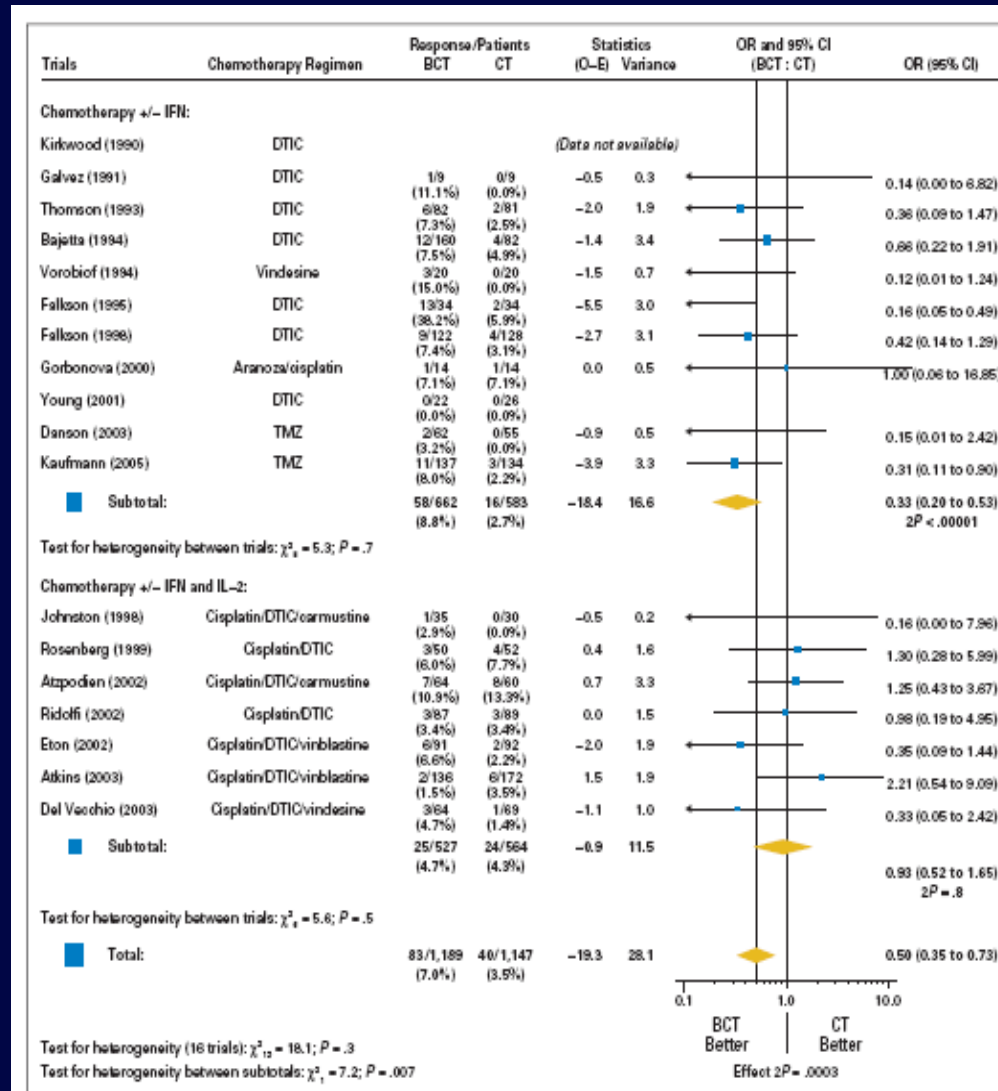 Response/Patients Statistics OR and 95% CI
Trials Chemotherapy Regimen BCT CT (O–E) Variance (BCT : CT) OR (95% CI)
Chemotherapy +/– IFN:
Kirkwood (1990) DTIC (Data not available)
Galvez (1991) DTIC 1/9 0/9 –0.5 0.3 0.14 (0.00 to 6.82)
(11.1%) (0.0%)
Thomson (1993) DTIC 6/82 2/81 –2.0 1.9 0.36 (0.09 to 1.47)
(7.3%) (2.5%)
Bajetta (1994) DTIC 12/160 4/82 –1.4 3.4 0.66 (0.22 to 1.91)
(7.5%) (4.9%)
Vorobiof (1994) Vindesine 3/20 0/20 –1.5 0.7 0.12 (0.01 to 1.24)
(15.0%) (0.0%)
Falkson (1995) DTIC 13/34 2/34 –5.5 3.0 0.16 (0.05 to 0.49)
(38.2%) (5.9%)
Falkson (1998) DTIC 9/122 4/128 –2.7 3.1 0.42 (0.14 to 1.29)
(7.4%) (3.1%)
Gorbonova (2000) Aranoza/cisplatin 1/14 1/14 0.0 0.5 1.00 (0.06 to 16.85)
(7.1%) (7.1%)
Young (2001) DTIC 0/22 0/26
(0.0%) (0.0%)
Danson (2003) TMZ 2/62 0/55 –0.9 0.5 0.15 (0.01 to 2.42)
(3.2%) (0.0%)
Kaufmann (2005) TMZ 11/137 3/134 –3.9 3.3 0.31 (0.11 to 0.90)
(8.0%) (2.2%)
Subtotal: 58/662 16/583 –18.4 16.6 0.33 (0.20 to 0.53)
(8.8%) (2.7%) 2P < .00001
Test for heterogeneity between trials: χ²₈ = 5.3; P = .7
Chemotherapy +/– IFN and IL–2:
Johnston (1998) Cisplatin/DTIC/carmustine 1/35 0/30 –0.5 0.2 0.16 (0.00 to 7.96)
(2.9%) (0.0%)
Rosenberg (1999) Cisplatin/DTIC 3/50 4/52 0.4 1.6 1.30 (0.28 to 5.99)
(6.0%) (7.7%)
Atzpodien (2002) Cisplatin/DTIC/carmustine 7/64 8/60 0.7 3.3 1.25 (0.43 to 3.67)
(10.9%) (13.3%)
Ridolfi (2002) Cisplatin/DTIC 3/87 3/89 0.0 1.5 0.98 (0.19 to 4.95)
(3.4%) (3.4%)
Eton (2002) Cisplatin/DTIC/vinblastine 6/91 2/92 –2.0 1.9 0.35 (0.09 to 1.44)
(6.6%) (2.2%)
Atkins (2003) Cisplatin/DTIC/vinblastine 2/136 6/172 1.5 1.9 2.21 (0.54 to 9.09)
(1.5%) (3.5%)
Del Vecchio (2003) Cisplatin/DTIC/vindesine 3/64 1/69 –1.1 1.0 0.33 (0.05 to 2.42)
(4.7%) (1.4%)
Subtotal: 25/527 24/564 –0.9 11.5
(4.7%) (4.3%) 0.93 (0.52 to 1.65)
2P = .8
Test for heterogeneity between trials: χ²₆ = 5.6; P = .5
Total: 83/1,189 40/1,147 –19.3 28.1 0.50 (0.35 to 0.73)
(7.0%) (3.5%)
0.1 1.0 10.0
BCT CT
Better Better
Test for heterogeneity (16 trials): χ² = 18.1; P = .3
Test for heterogeneity between subtotals: χ²₁ = 7.2; P = .007 Effect 2P = .0003